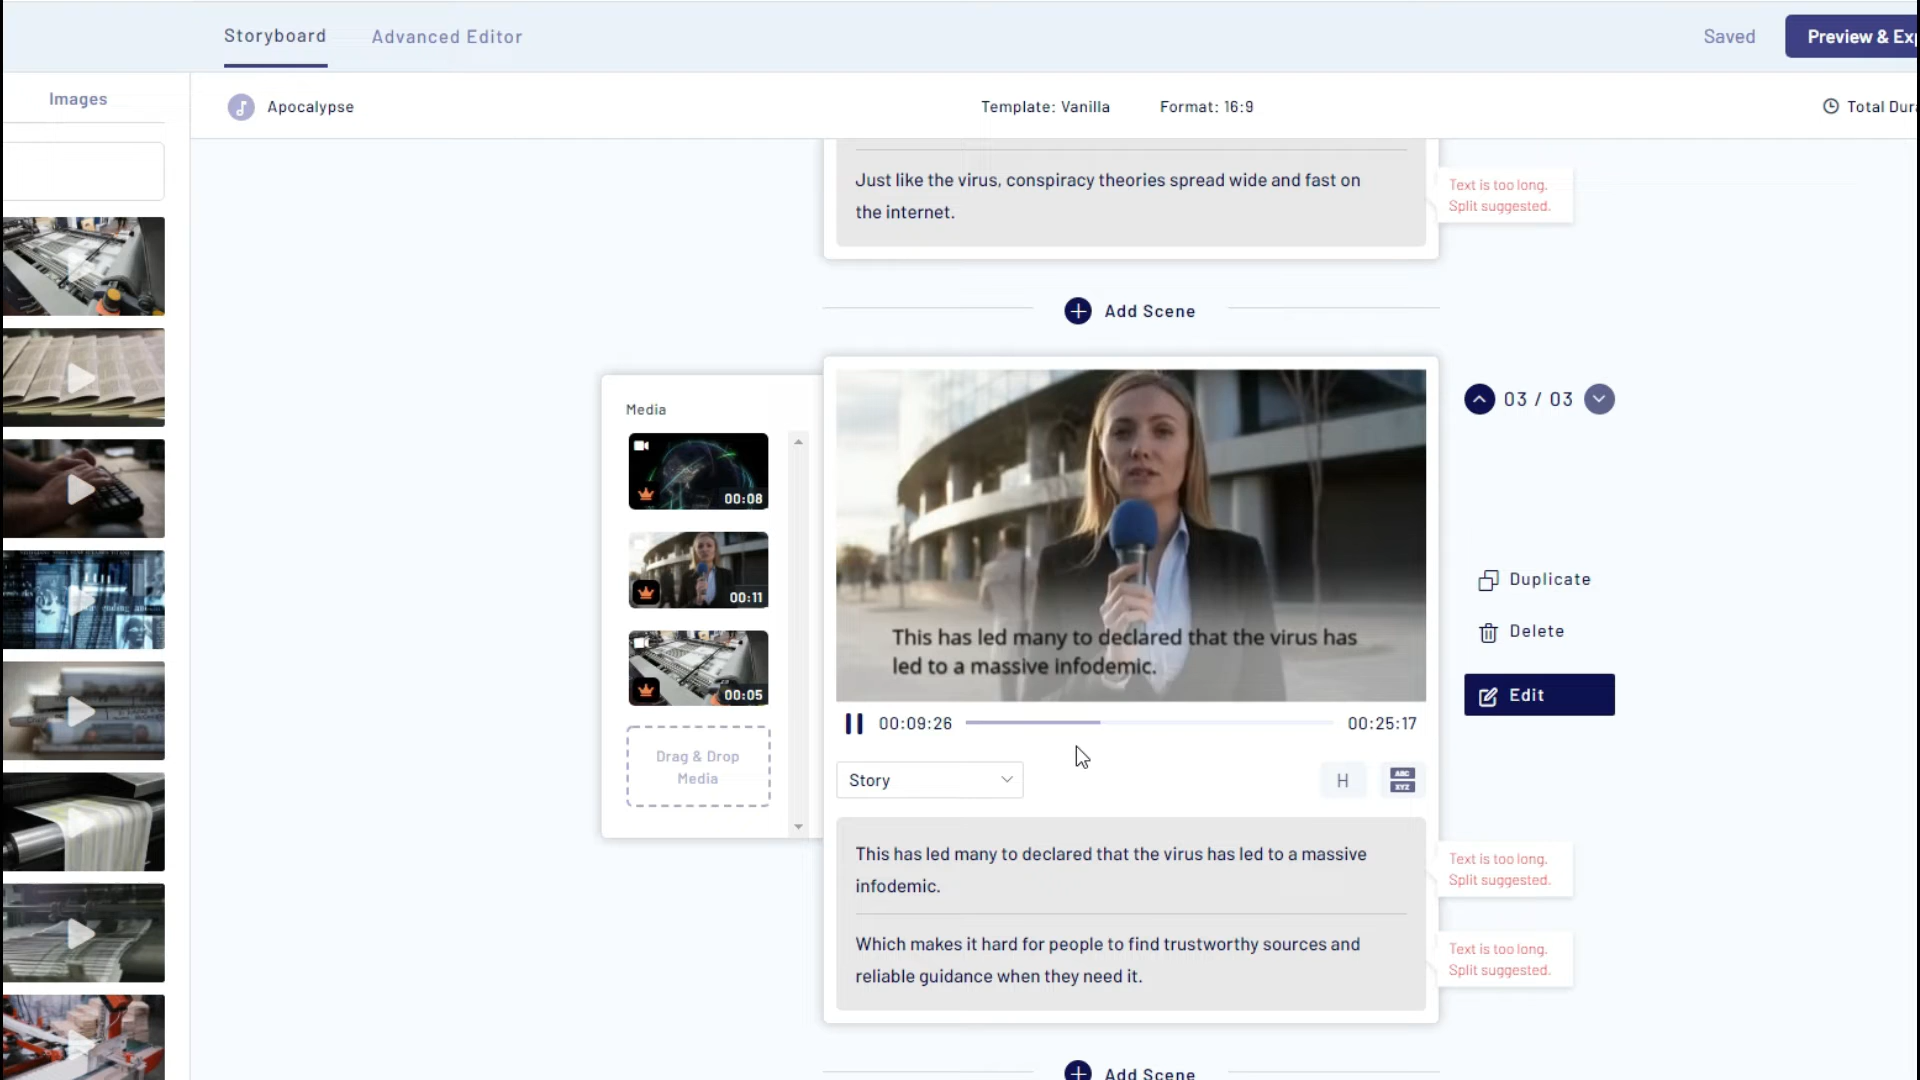 Storyboard
Advanced Editor
Saved
Preview & Ex
Images
Apocalypse
Template: Vanilla
Format: 16:9
Total Dur
Just like the virus, conspiracy theories spread wide and fast on
the internet.
Text is too long.
Split suggested.
Add Scene
Media
00:08
00:11
00:05
Drag & Drop
Media
This has led many to declared that the virus has
led to a massive infodemic.
00:09:26
00:25:17
03 / 03
Duplicate
Delete
Edit
Story
H
ABC
XYZ
This has led many to declared that the virus has led to a massive
infodemic.
Text is too long.
Split suggested.
Which makes it hard for people to find trustworthy sources and
reliable guidance when they need it.
Text is too long.
Split suggested.
Add Scene